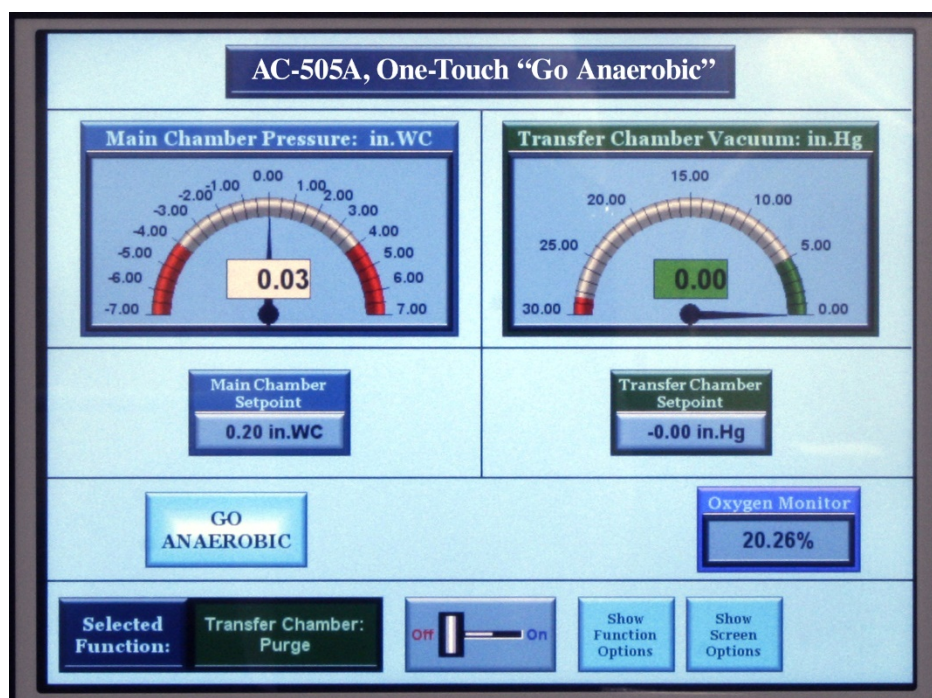 AC-505A, One-Touch “Go Anaerobic”
Main Chamber Pressure: in.WC
-7.00
-6.00
-5.00
-4.00
-3.00
-2.00
-1.00
0.00
1.00
2.00
3.00
4.00
5.00
6.00
7.00
0.03
Transfer Chamber Vacuum: in.Hg
30.00
25.00
20.00
15.00
10.00
5.00
0.00
0.00
Main Chamber
Setpoint
0.20 in.WC
Transfer Chamber
Setpoint
-0.00 in.Hg
GO
ANAEROBIC
Oxygen Monitor
20.26%
Selected
Function:
Transfer Chamber:
Purge
Off
On
Show
Function
Options
Show
Screen
Options